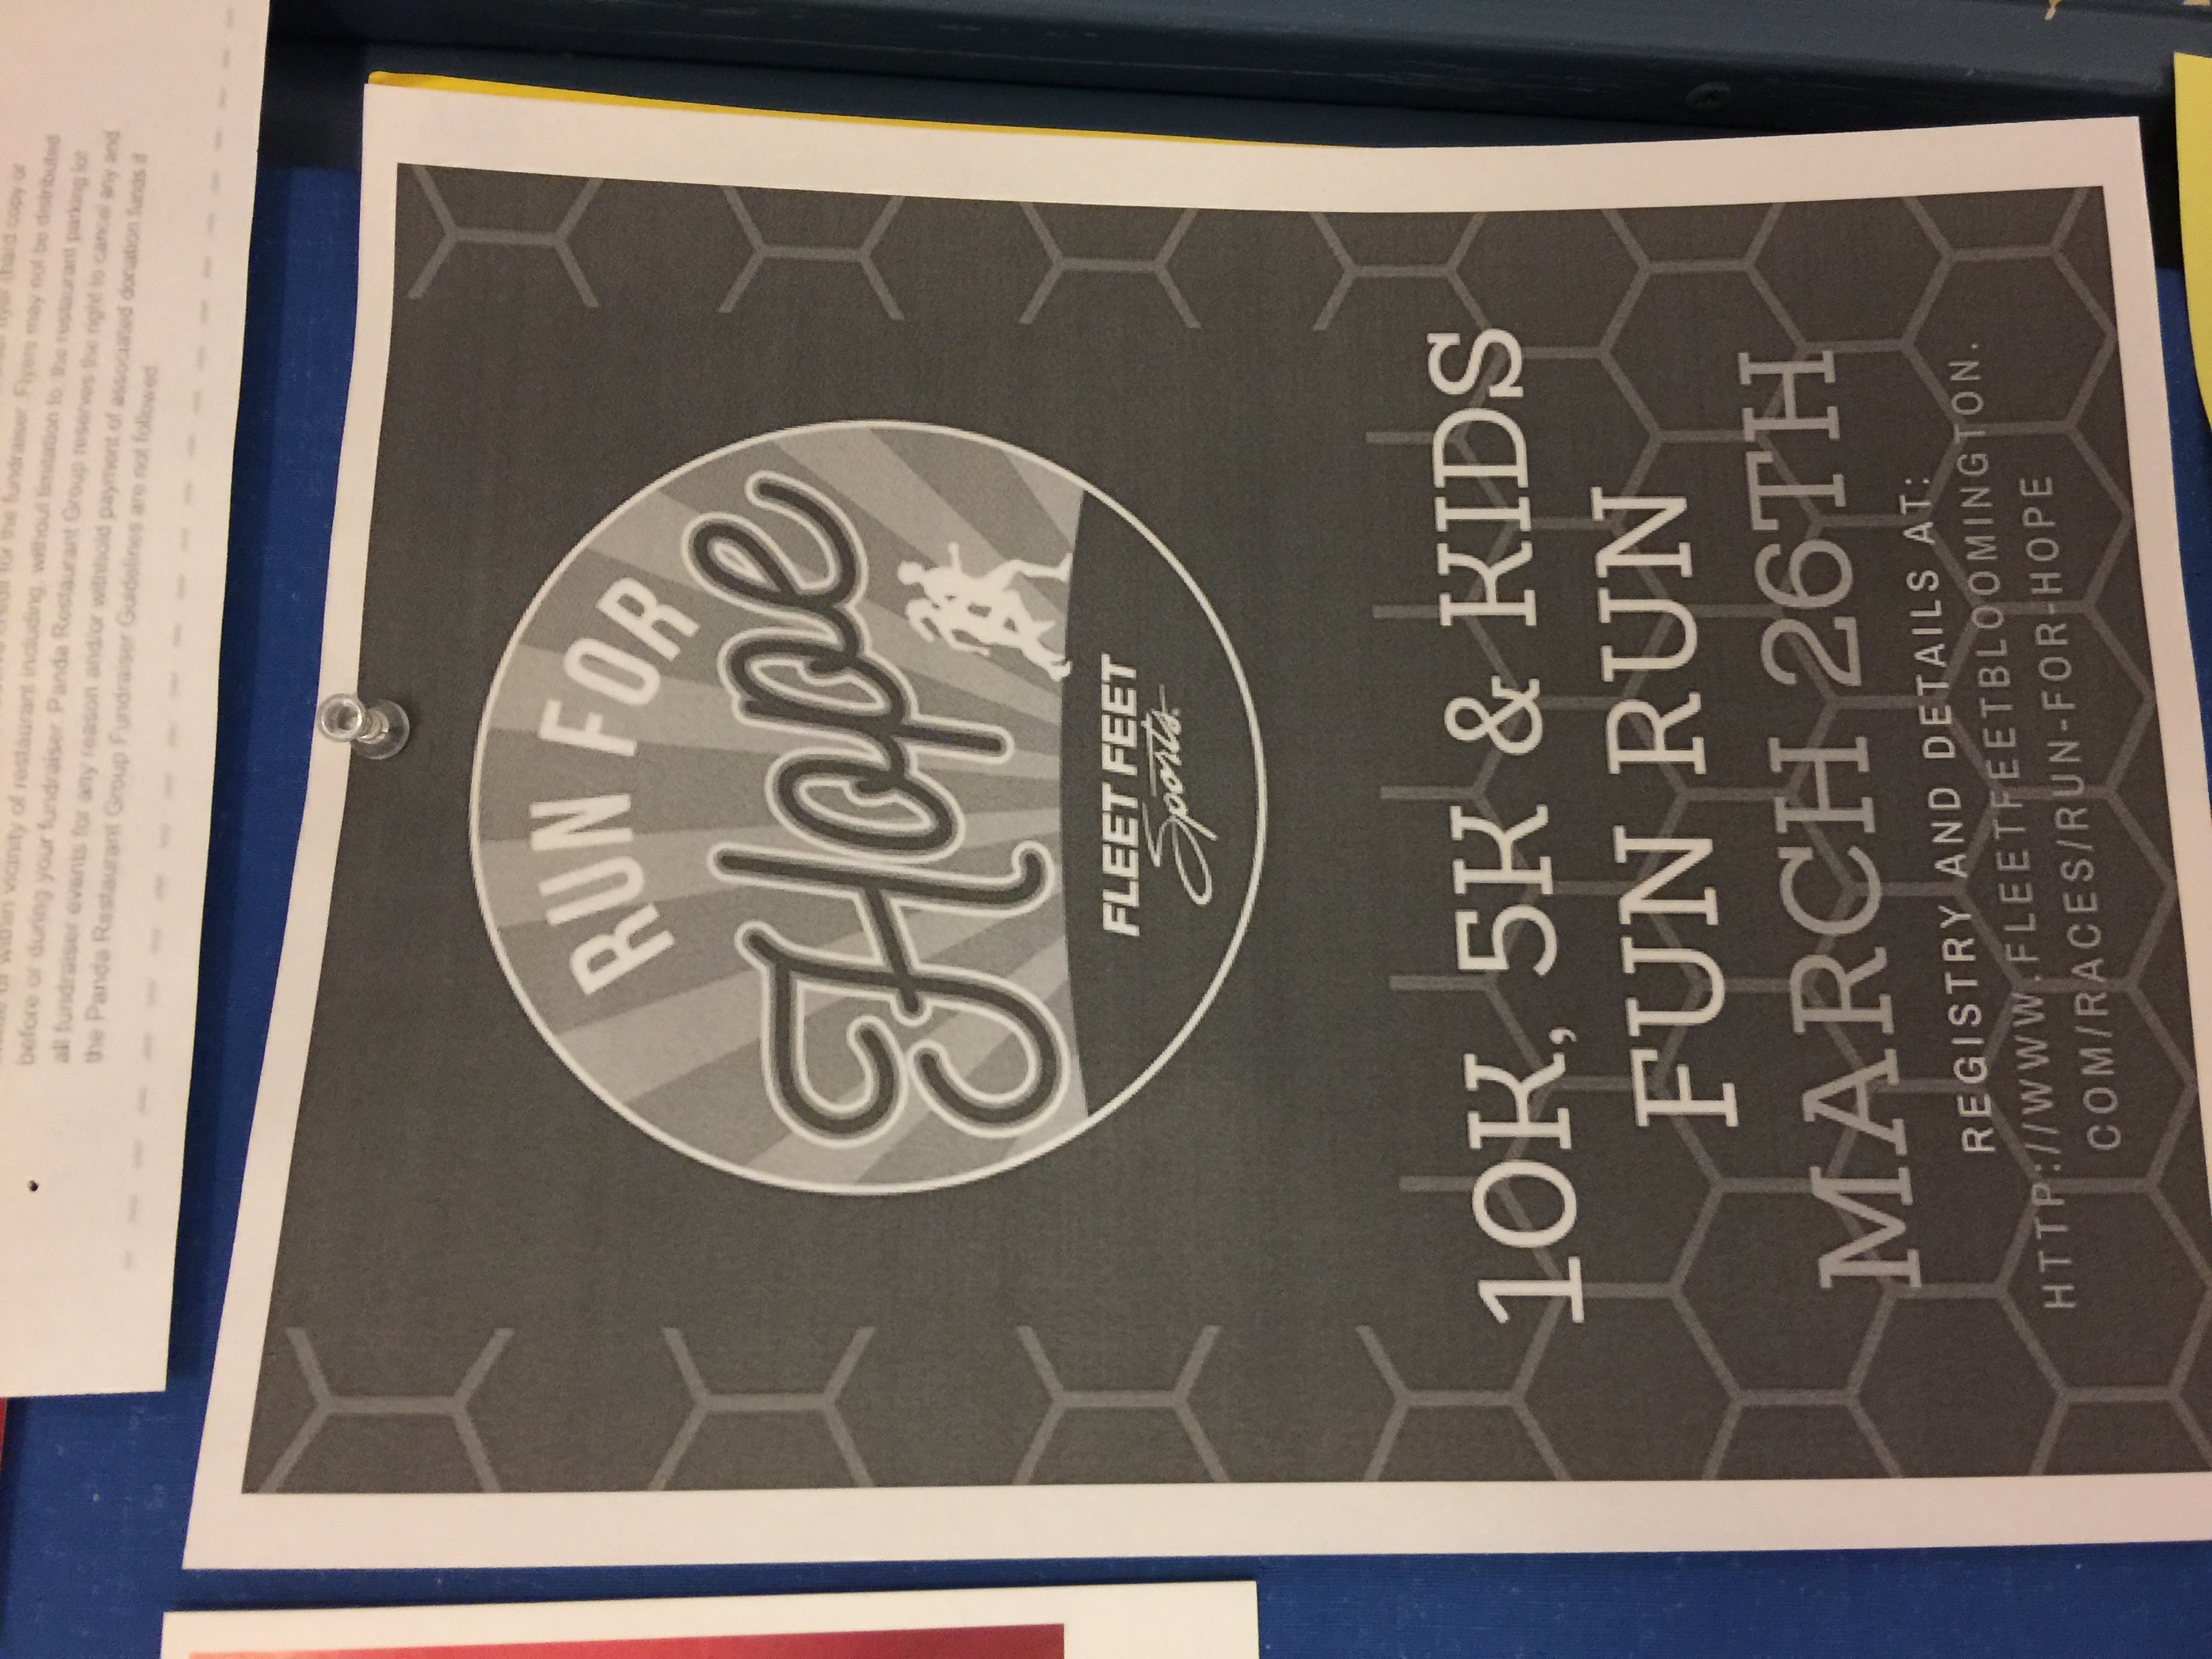 credit for the fundraiser. Flyers may not be distributed
within vicinity of restaurant including, without limitation to, the restaurant parking lot
before or during your fundraiser. Panda Restaurant Group reserves the right to cancel any and
all fundraiser events for any reason and/or withhold payment of associated donation funds if
the Panda Restaurant Group Fundraiser Guidelines are not followed.
RUN FOR
Hope
FLEET FEET
Sports
10K, 5K & KIDS
FUN RUN
MARCH 26TH
REGISTRY AND DETAILS AT:
HTTP://WWW.FLEETFEETBLOOMINGTON.
COM/RACES/RUN-FOR-HOPE